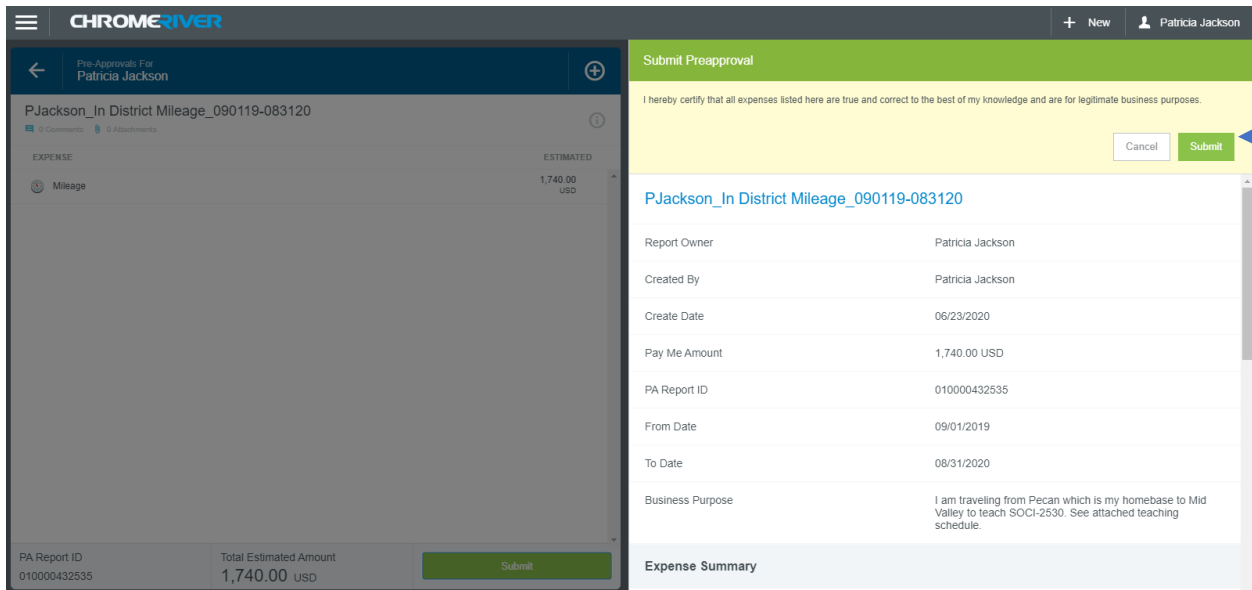 CHROMERIVER
+ New
Patricia Jackson
Pre-Approvals For
Patricia Jackson
PJackson_In District Mileage_090119-083120
0 Comments 0 Attachments
EXPENSE ESTIMATED
Mileage 1,740.00
USD
PA Report ID Total Estimated Amount
010000432535 1,740.00 USD
Submit
Submit Preapproval
I hereby certify that all expenses listed here are true and correct to the best of my knowledge and are for legitimate business purposes.
Cancel Submit
PJackson_In District Mileage_090119-083120
Report Owner Patricia Jackson
Created By Patricia Jackson
Create Date 06/23/2020
Pay Me Amount 1,740.00 USD
PA Report ID 010000432535
From Date 09/01/2019
To Date 08/31/2020
Business Purpose I am traveling from Pecan which is my homebase to Mid
Valley to teach SOCI-2530. See attached teaching
schedule.
Expense Summary